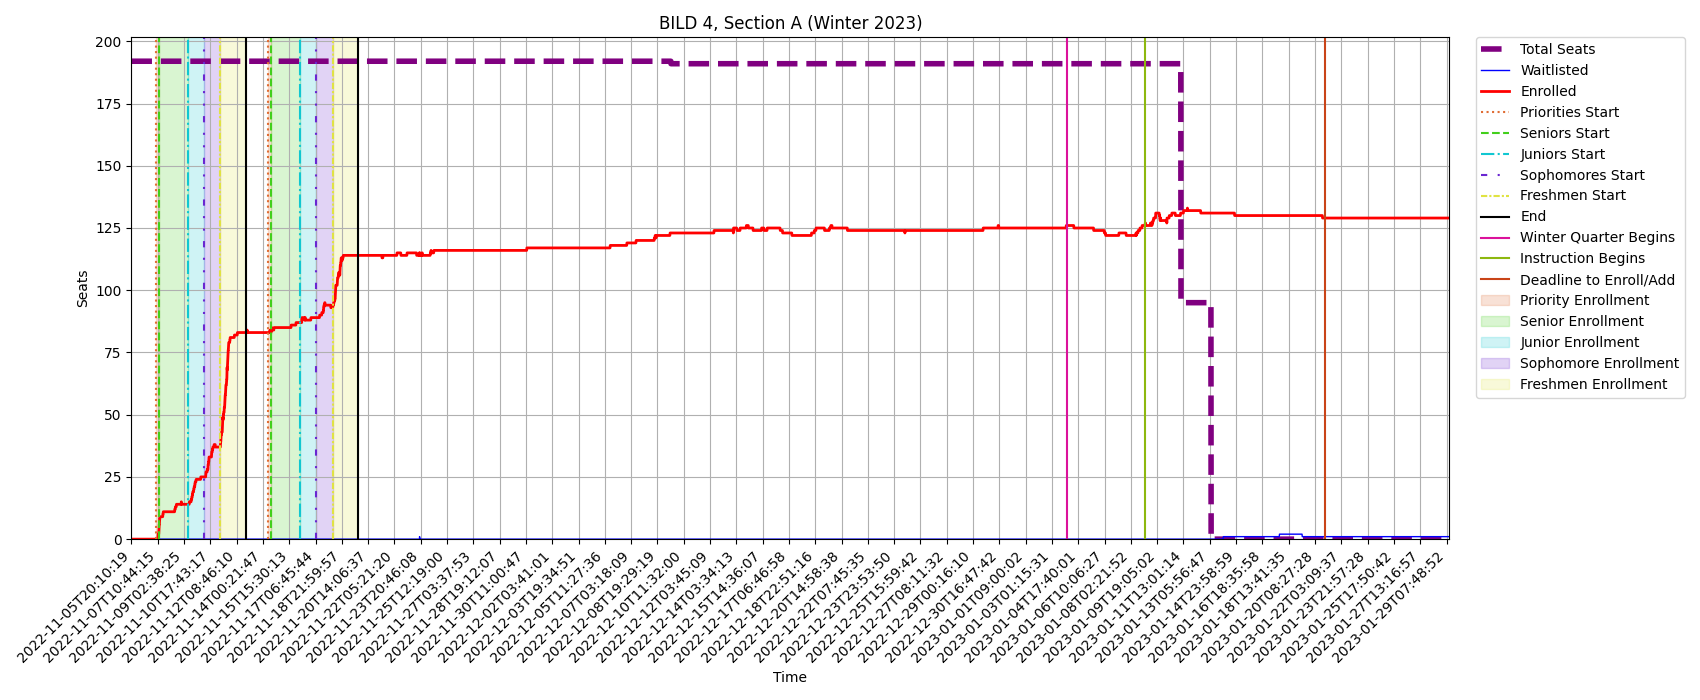 BILD 4, Section A (Winter 2023)
200
175
150
125
100
75
50
25
0
Seats
2022-11-05T20:10:19
2022-11-07T10:44:15
2022-11-09T02:38:25
2022-11-10T17:43:17
2022-11-12T08:46:10
2022-11-14T00:21:47
2022-11-15T15:30:13
2022-11-17T06:45:44
2022-11-18T21:59:57
2022-11-20T14:06:37
2022-11-22T05:21:20
2022-11-23T20:46:08
2022-11-25T12:19:00
2022-11-27T03:37:53
2022-11-28T19:12:07
2022-11-30T11:00:47
2022-12-02T03:41:01
2022-12-03T19:34:51
2022-12-05T11:27:36
2022-12-07T03:18:09
2022-12-08T19:29:19
2022-12-10T11:32:00
2022-12-12T03:45:09
2022-12-14T03:34:13
2022-12-15T14:36:07
2022-12-17T06:46:58
2022-12-18T22:51:16
2022-12-20T14:58:38
2022-12-22T07:45:35
2022-12-23T23:53:50
2022-12-25T15:59:42
2022-12-27T08:11:32
2022-12-29T00:16:10
2022-12-30T16:47:42
2023-01-01T09:00:02
2023-01-03T01:15:31
2023-01-04T17:40:01
2023-01-06T10:06:27
2023-01-08T02:21:52
2023-01-09T19:05:02
2023-01-11T13:01:14
2023-01-13T05:56:47
2023-01-14T23:58:59
2023-01-16T18:35:58
2023-01-18T13:41:35
2023-01-20T08:27:28
2023-01-22T03:09:37
2023-01-23T21:57:28
2023-01-25T17:50:42
2023-01-27T13:16:57
2023-01-29T07:48:52
Time
Total Seats
Waitlisted
Enrolled
Priorities Start
Seniors Start
Juniors Start
Sophomores Start
Freshmen Start
End
Winter Quarter Begins
Instruction Begins
Deadline to Enroll/Add
Priority Enrollment
Senior Enrollment
Junior Enrollment
Sophomore Enrollment
Freshmen Enrollment